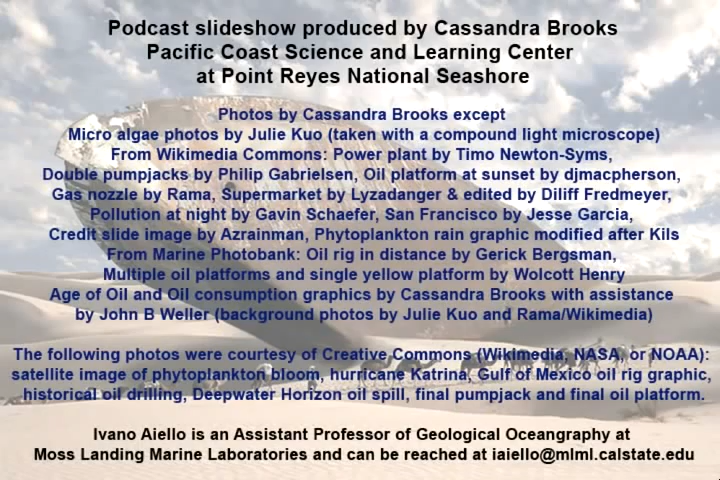 Podcast slideshow produced by Cassandra Brooks
Pacific Coast Science and Learning Center
at Point Reyes National Seashore
Photos by Cassandra Brooks except
Micro algae photos by Julie Kuo (taken with a compound light microscope)
From Wikimedia Commons: Power plant by Timo Newton-Syms,
Double pumpjacks by Philip Gabrielsen, Oil platform at sunset by djmacpherson,
Gas nozzle by Rama, Supermarket by Lyzadanger & edited by Diliff Fredmeyer,
Pollution at night by Gavin Schaefer, San Francisco by Jesse Garcia,
Credit slide image by Azrainman, Phytoplankton rain graphic modified after Kils
From Marine Photobank: Oil rig in distance by Gerick Bergsman,
Multiple oil platforms and single yellow platform by Wolcott Henry
Age of Oil and Oil consumption graphics by Cassandra Brooks with assistance
by John B Weller (background photos by Julie Kuo and Rama/Wikimedia)
The following photos were courtesy of Creative Commons (Wikimedia, NASA, or NOAA):
satellite image of phytoplankton bloom, hurricane Katrina, Gulf of Mexico oil rig graphic,
historical oil drilling, Deepwater Horizon oil spill, final pumpjack and final oil platform.
Ivano Aiello is an Assistant Professor of Geological Oceangraphy at
Moss Landing Marine Laboratories and can be reached at iaiello@mlml.calstate.edu